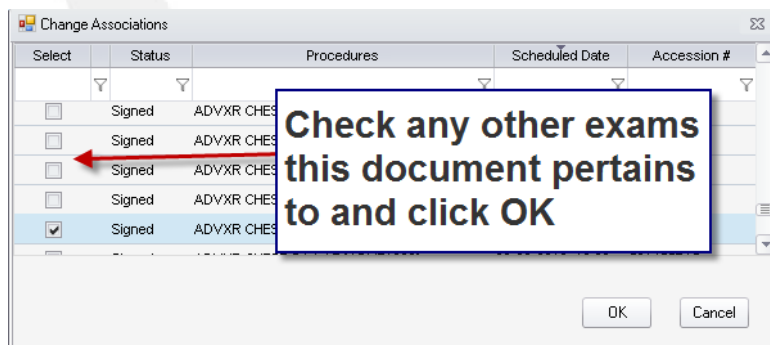 Change Associations
Select Status Procedures Scheduled Date Accession #
Signed ADVXR CHES
Signed ADVXR CHES
Signed ADVXR CHES
Signed ADVXR CHES
Signed ADVXR CHES
Check any other exams
this document pertains
to and click OK
OK Cancel